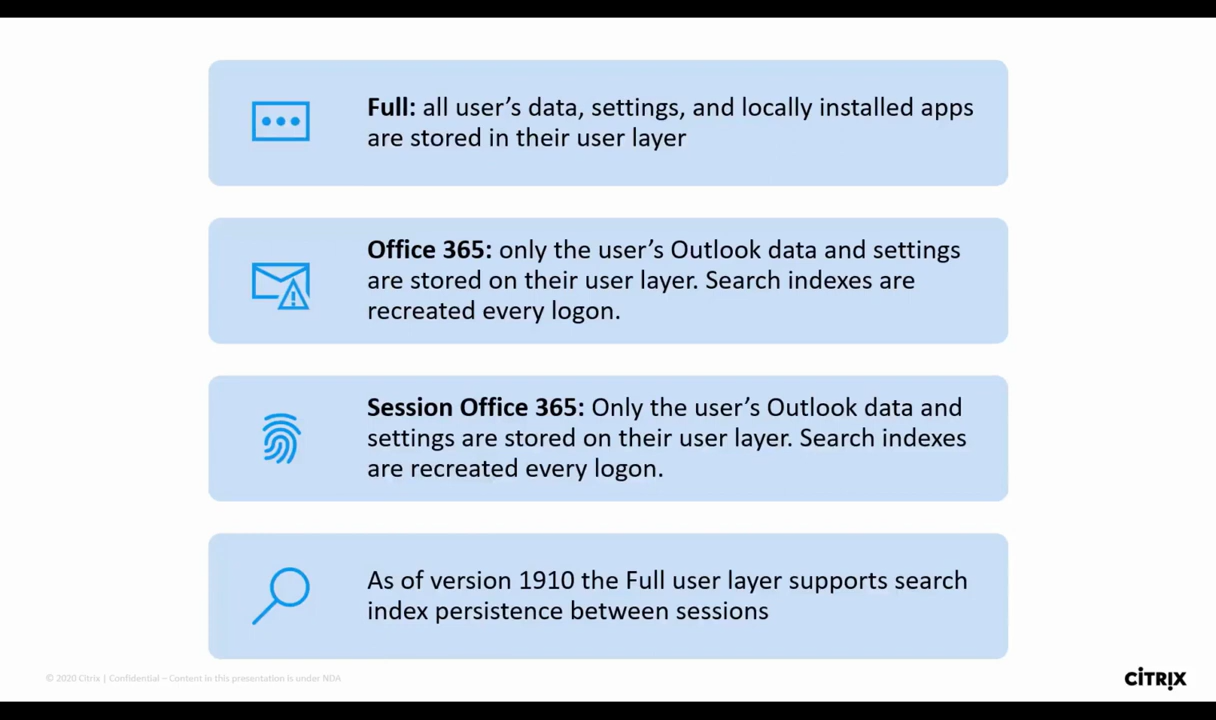 Full: all user’s data, settings, and locally installed apps
are stored in their user layer
Office 365: only the user’s Outlook data and settings
are stored on their user layer. Search indexes are
recreated every logon.
Session Office 365: Only the user’s Outlook data and
settings are stored on their user layer. Search indexes
are recreated every logon.
As of version 1910 the Full user layer supports search
index persistence between sessions
© 2020 Citrix | Confidential – Content in this presentation is under NDA
citrix